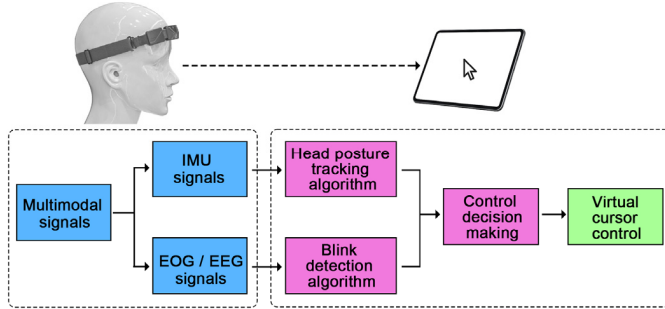 Multimodal
signals
IMU
signals
EOG / EEG
signals
Head posture
tracking
algorithm
Blink
detection
algorithm
Control
decision
making
Virtual
cursor
control